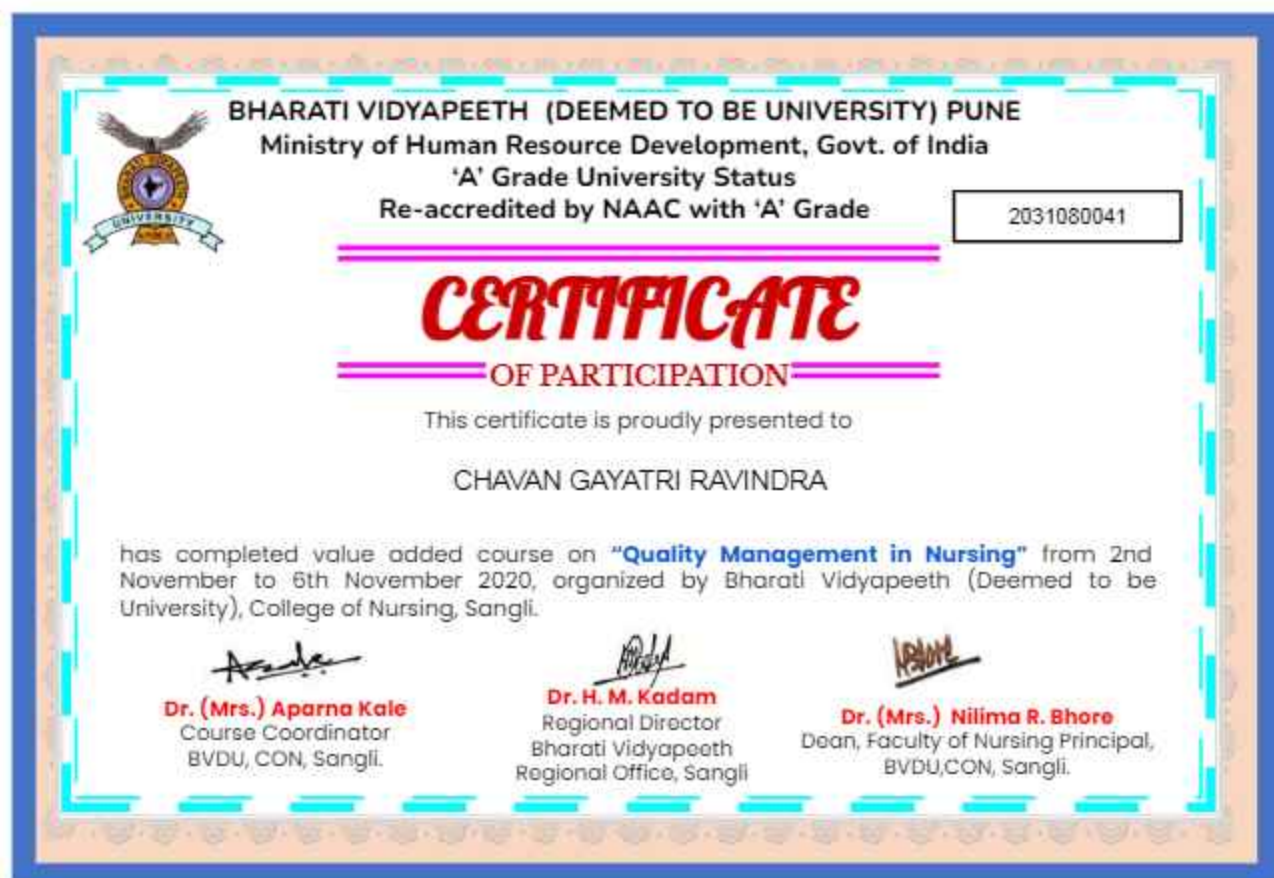 BHARATI VIDYAPEETH (DEEMED TO BE UNIVERSITY) PUNE
Ministry of Human Resource Development, Govt. of India
‘A’ Grade University Status
Re-accredited by NAAC with ‘A’ Grade
2031080041
BHARATI VIDYAPEETH
UNIVERSITY
CERTIFICATE
OF PARTICIPATION
This certificate is proudly presented to
CHAVAN GAYATRI RAVINDRA
has completed value added course on “Quality Management in Nursing” from 2nd
November to 6th November 2020, organized by Bharati Vidyapeeth (Deemed to be
University), College of Nursing, Sangli.
Dr. (Mrs.) Aparna Kale
Course Coordinator
BVDU, CON, Sangli.
Dr. H. M. Kadam
Regional Director
Bharati Vidyapeeth
Regional Office, Sangli
Dr. (Mrs.) Nilima R. Bhore
Dean, Faculty of Nursing Principal,
BVDU,CON, Sangli.